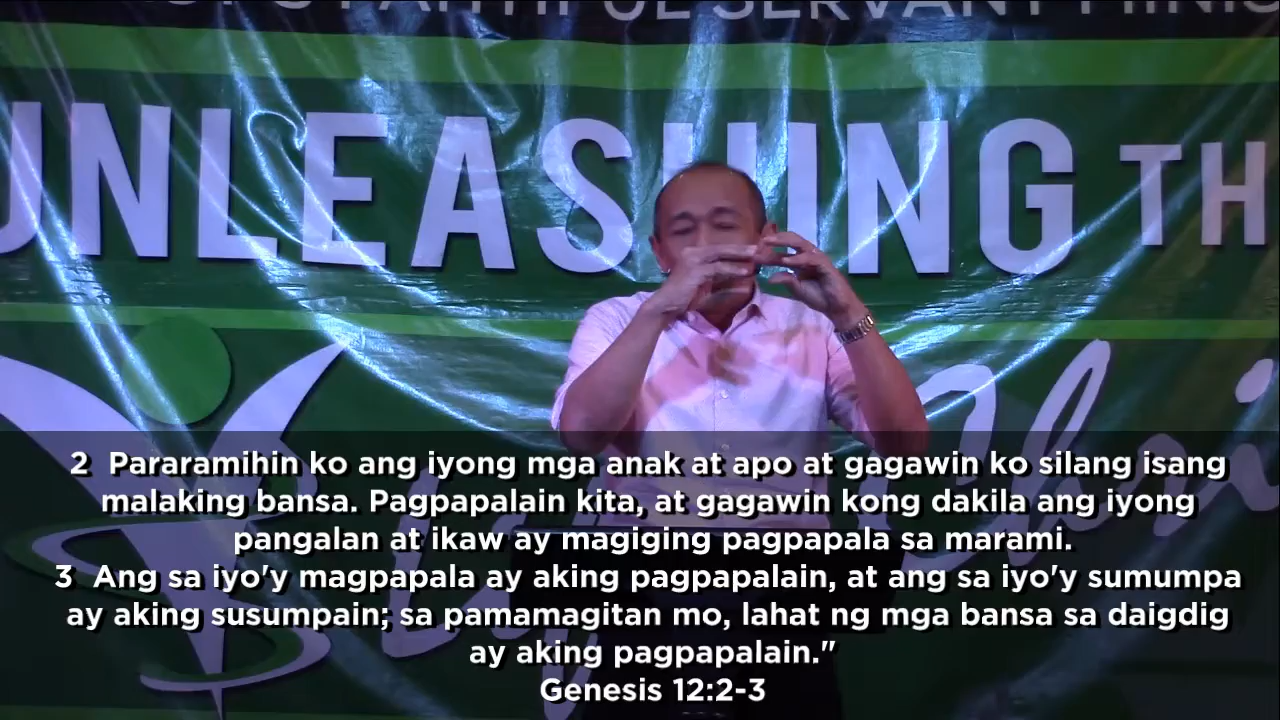 FAITHFUL SERVANT MINIS
UNLEASHING TH
2 Pararamihin ko ang iyong mga anak at apo at gagawin ko silang isang
malaking bansa. Pagpapalain kita, at gagawin kong dakila ang iyong
pangalan at ikaw ay magiging pagpapala sa marami.
3 Ang sa iyo'y magpapala ay aking pagpapalain, at ang sa iyo'y sumumpa
ay aking susumpain; sa pamamagitan mo, lahat ng mga bansa sa daigdig
ay aking pagpapalain."
Genesis 12:2-3